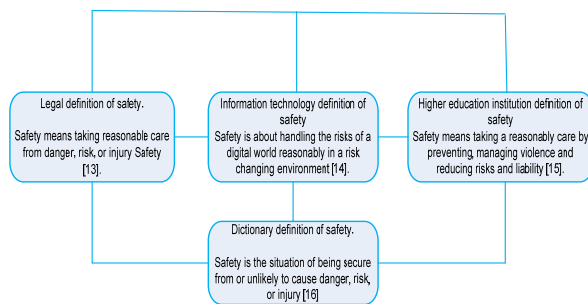 Legal definition of safety.
Safety means taking reasonable care
from danger, risk, or injury Safety
[13].
Information technology definition of
safety
Safety is about handling the risks of a
digital world reasonably in a risk
changing environment [14].
Higher education institution definition of
safety
Safety means taking a reasonably care by
preventing, managing violence and
reducing risks and liability [15].
Dictionary definition of safety.
Safety is the situation of being secure
from or unlikely to cause danger, risk,
or injury [16]